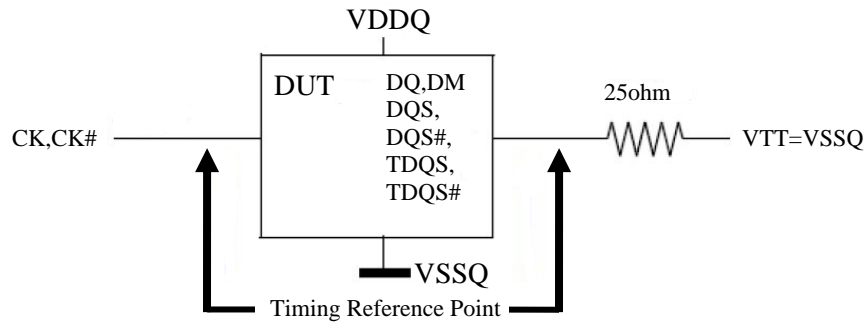 VDDQ
DUT
DQ,DM
DQS,
DQS#,
TDQS,
TDQS#
25ohm
CK,CK#
VTT=VSSQ
VSSQ
Timing Reference Point